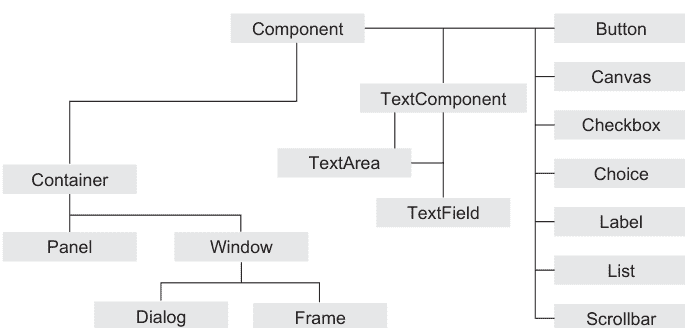 Component
Button
Canvas
TextComponent
Checkbox
TextArea
Choice
Container
TextField
Label
Panel
Window
List
Dialog
Frame
Scrollbar